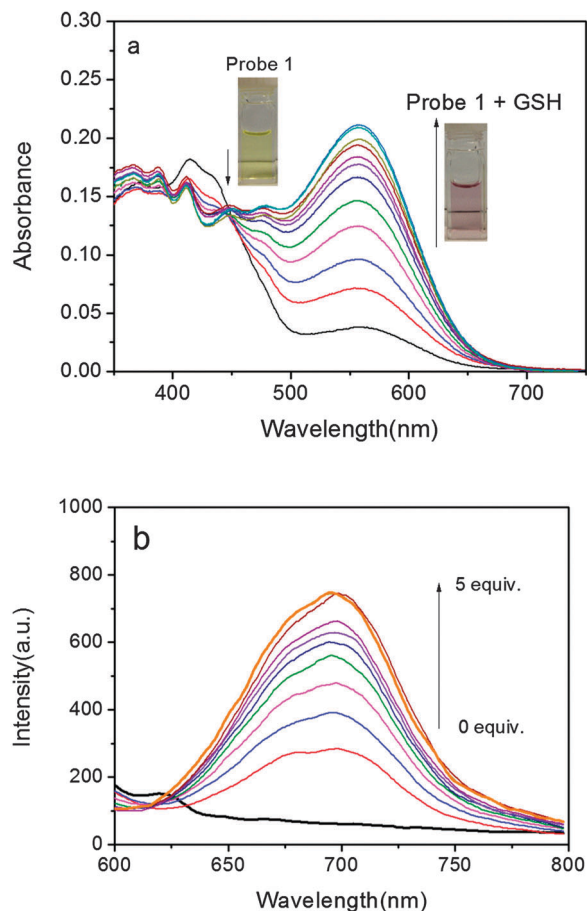 a
Probe 1
Probe 1 + GSH
0.30
0.25
0.20
0.15
0.10
0.05
0.00
Absorbance
400 500 600 700
Wavelength(nm)
b
1000
800
600
400
200
0
Intensity(a.u.)
5 equiv.
0 equiv.
600 650 700 750 800
Wavelength(nm)